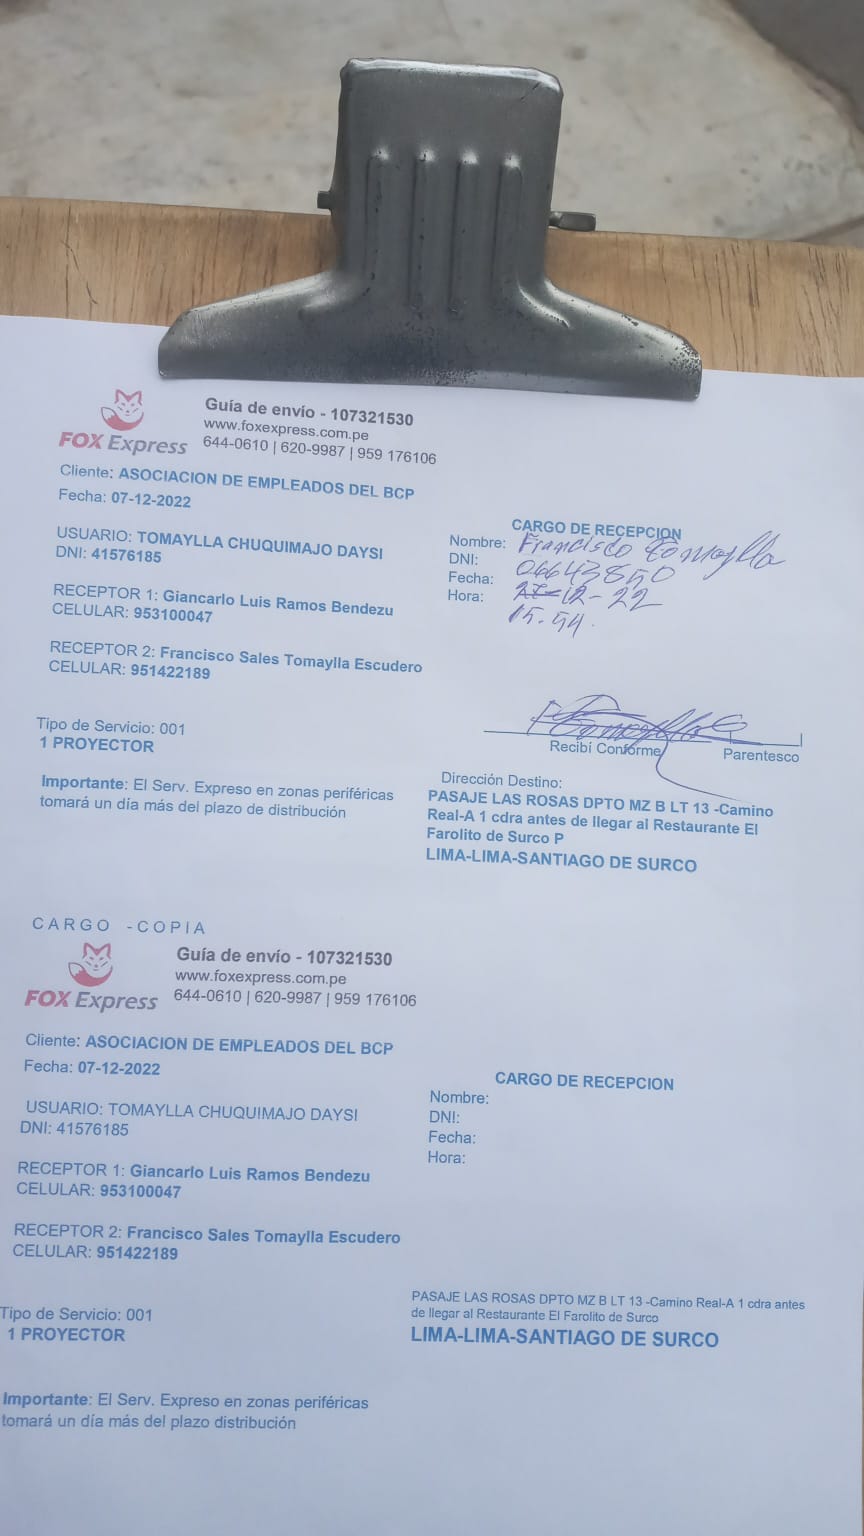 FOX Express
Guía de envío - 107321530
www.foxexpress.com.pe
644-0610 | 620-9987 | 959 176106
Cliente: ASOCIACION DE EMPLEADOS DEL BCP
Fecha: 07-12-2022
USUARIO: TOMAYLLA CHUQUIMAJO DAYSI
DNI: 41576185
RECEPTOR 1: Giancarlo Luis Ramos Bendezu
CELULAR: 953100047
RECEPTOR 2: Francisco Sales Tomaylla Escudero
CELULAR: 951422189
Tipo de Servicio: 001
1 PROYECTOR
Importante: El Serv. Expreso en zonas periféricas
tomará un día más del plazo de distribución
CARGO DE RECEPCION
Nombre: Francisco Tomaylla
DNI: 06643850
Fecha: 12-22
Hora: 15.54.
Recibí Conforme
Parentesco
Dirección Destino:
PASAJE LAS ROSAS DPTO MZ B LT 13 -Camino
Real-A 1 cdra antes de llegar al Restaurante El
Farolito de Surco P
LIMA-LIMA-SANTIAGO DE SURCO
CARGO -COPIA
FOX Express
Guía de envío - 107321530
www.foxexpress.com.pe
644-0610 | 620-9987 | 959 176106
Cliente: ASOCIACION DE EMPLEADOS DEL BCP
Fecha: 07-12-2022
USUARIO: TOMAYLLA CHUQUIMAJO DAYSI
DNI: 41576185
RECEPTOR 1: Giancarlo Luis Ramos Bendezu
CELULAR: 953100047
RECEPTOR 2: Francisco Sales Tomaylla Escudero
CELULAR: 951422189
Tipo de Servicio: 001
1 PROYECTOR
Importante: El Serv. Expreso en zonas periféricas
tomará un día más del plazo distribución
CARGO DE RECEPCION
Nombre:
DNI:
Fecha:
Hora:
PASAJE LAS ROSAS DPTO MZ B LT 13 -Camino Real-A 1 cdra antes
de llegar al Restaurante El Farolito de Surco
LIMA-LIMA-SANTIAGO DE SURCO